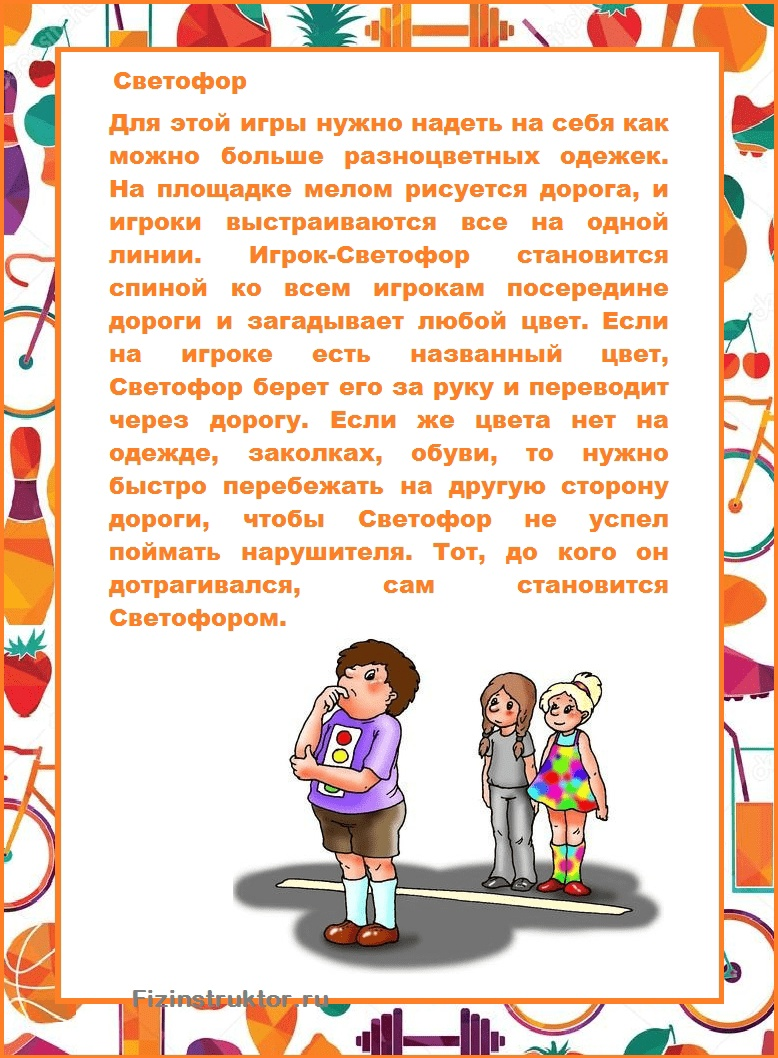 Светофор
Для этой игры нужно надеть на себя как
можно больше разноцветных одежек.
На площадке мелом рисуется дорога, и
игроки выстраиваются все на одной
линии. Игрок-Светофор становится
спиной ко всем игрокам посередине
дороги и загадывает любой цвет. Если
на игроке есть названный цвет,
Светофор берет его за руку и переводит
через дорогу. Если же цвета нет на
одежде, заколках, обуви, то нужно
быстро перебежать на другую сторону
дороги, чтобы Светофор не успел
поймать нарушителя. Тот, до кого он
дотрагивался, сам становится
Светофором.
Fizinstruktor.ru